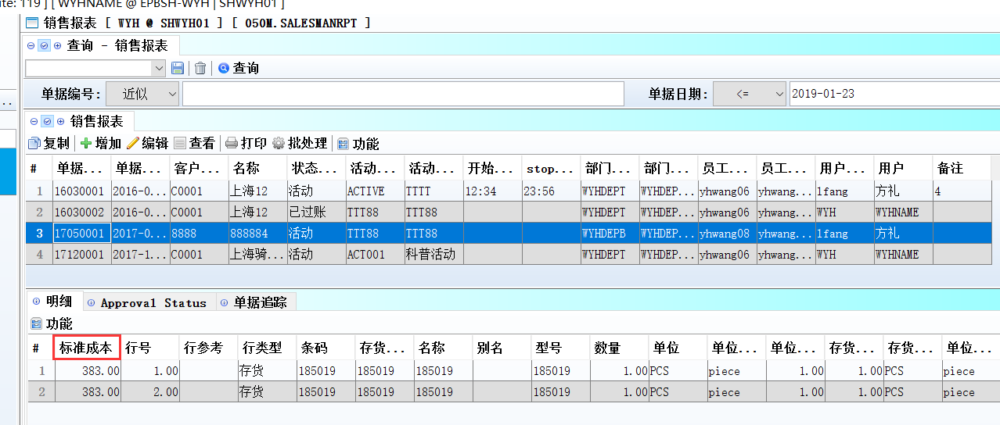 ite: 119 ] [ WYHNAME @ EPBSH-WYH | SHWYH01 ]
销售报表 [ WYH @ SHWYH01 ] [ 050M.SALESMANRPT ]
查询 - 销售报表
查询
单据编号: 近似 单据日期: <= 2019-01-23
..
销售报表
复制 增加 编辑 查看 打印 批处理 功能
# 单据... 单据... 客户... 名称 状态... 活动... 活动... 开始... stop... 部门... 部门... 员工... 员工... 用户... 用户 备注
1 16030001 2016-0... C0001 上海12 活动 ACTIVE TTTT 12:34 23:56 WYHDEPT WYHDEP... yhwang06 yhwang... lfang 方礼 4
2 16030002 2016-0... C0001 上海12 已过账 TTT88 TTT88 WYHDEPT WYHDEP... yhwang06 yhwang... WYH WYHNAME
3 17050001 2017-0... 8888 888884 活动 TTT88 TTT88 WYHDEPB WYHDEP... yhwang08 yhwang... lfang 方礼
4 17120001 2017-1... C0001 上海骑... 活动 ACT001 科普活动 WYHDEPT WYHDEP... yhwang06 yhwang... WYH WYHNAME
明细 Approval Status 单据追踪
功能
# 标准成本 行号 行参考 行类型 条码 存货... 名称 别名 型号 数量 单位 单位... 单位... 存货... 存货... 单位...
1 383.00 1.00 存货 185019 185019 185019 185019 1.00 PCS piece 1.00 1.00 PCS piece
2 383.00 2.00 存货 185019 185019 185019 185019 1.00 PCS piece 1.00 1.00 PCS piece